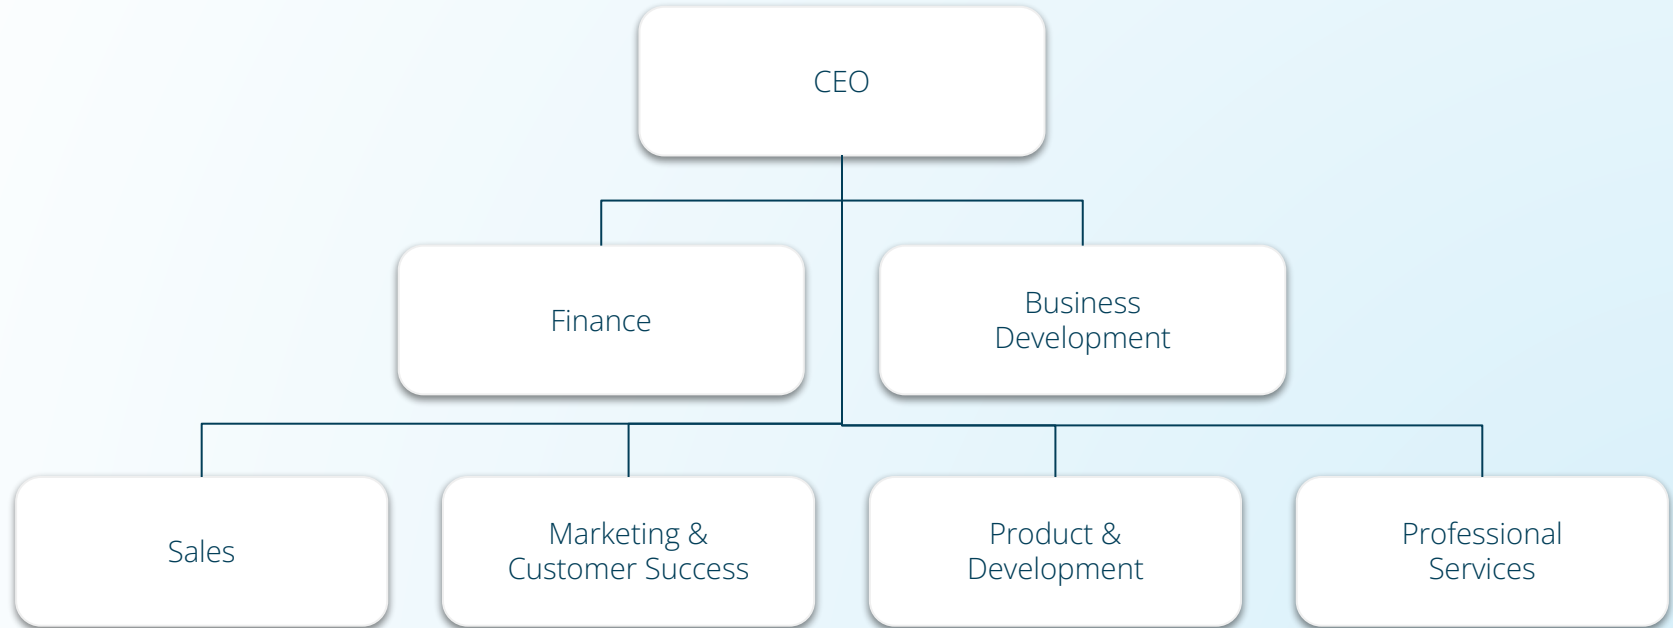 CEO
Finance
Business
Development
Sales
Marketing &
Customer Success
Product &
Development
Professional
Services